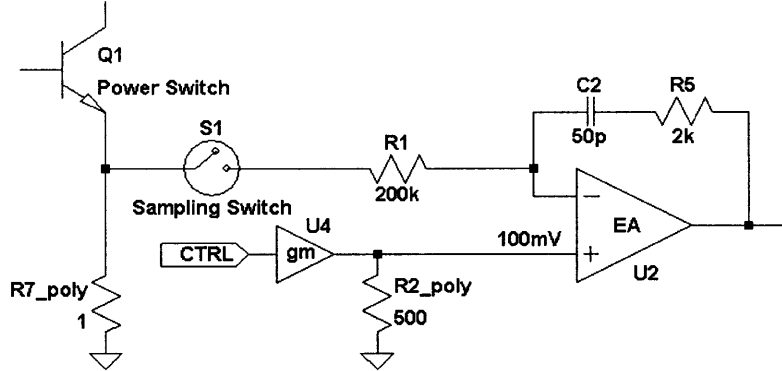 Q1
Power Switch
C2
R5
50p
2k
S1
R1
200k
Sampling Switch
U4
CTRL
gm
100mV
−
EA
+
U2
R7_poly
1
R2_poly
500